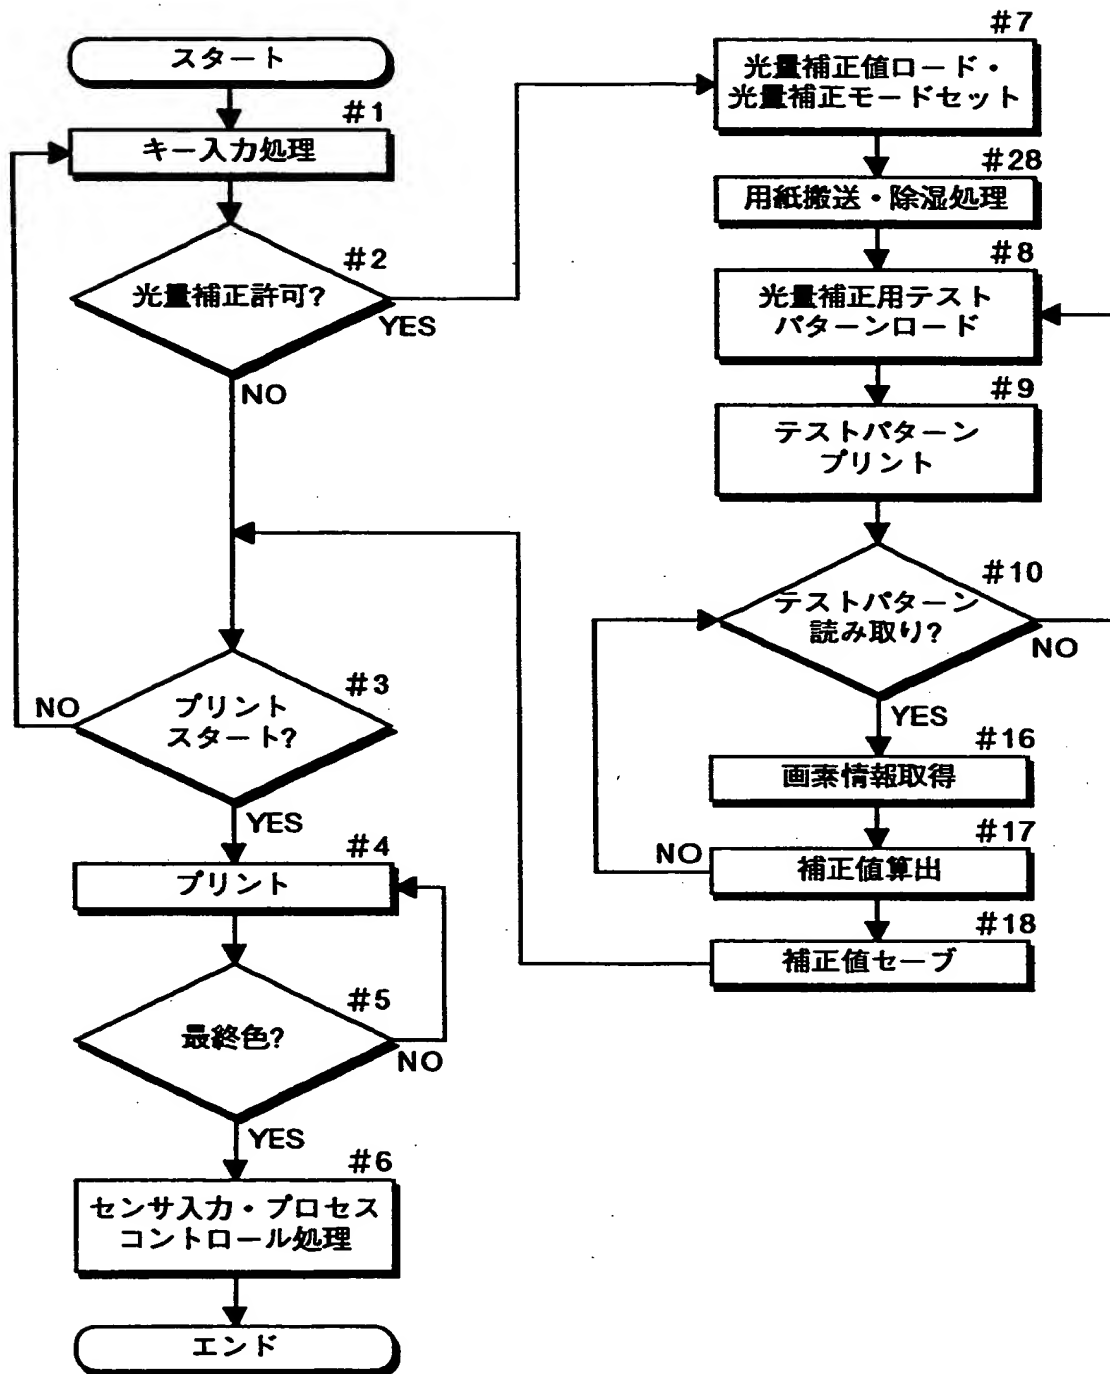 スタート
#1
キー入力処理
#2
光量補正許可?
YES
NO
#3
プリント
スタート?
NO
YES
#4
プリント
#5
最終色?
NO
YES
#6
センサ入力・プロセス
コントロール処理
エンド
#7
光量補正値ロード・
光量補正モードセット
#28
用紙搬送・除湿処理
#8
光量補正用テスト
パターンロード
#9
テストパターン
プリント
#10
テストパターン
読み取り?
NO
YES
#16
画素情報取得
#17
NO
補正値算出
#18
補正値セーブ